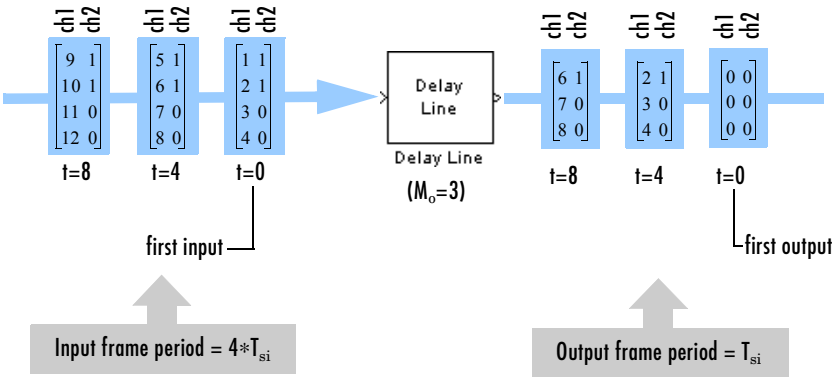 ch1 ch2 ch1 ch2 ch1 ch2 ch1 ch2 ch1 ch2 ch1 ch2
9 1 5 1 1 1
10 1 6 1 2 1
11 0 7 0 3 0
12 0 8 0 4 0
t=8 t=4 t=0
Delay
Line
Delay Line
(Mo=3)
6 1 2 1 0 0
7 0 3 0 0 0
8 0 4 0 0 0
t=8 t=4 t=0
first input
first output
Input frame period = 4*Tsi
Output frame period = Tsi